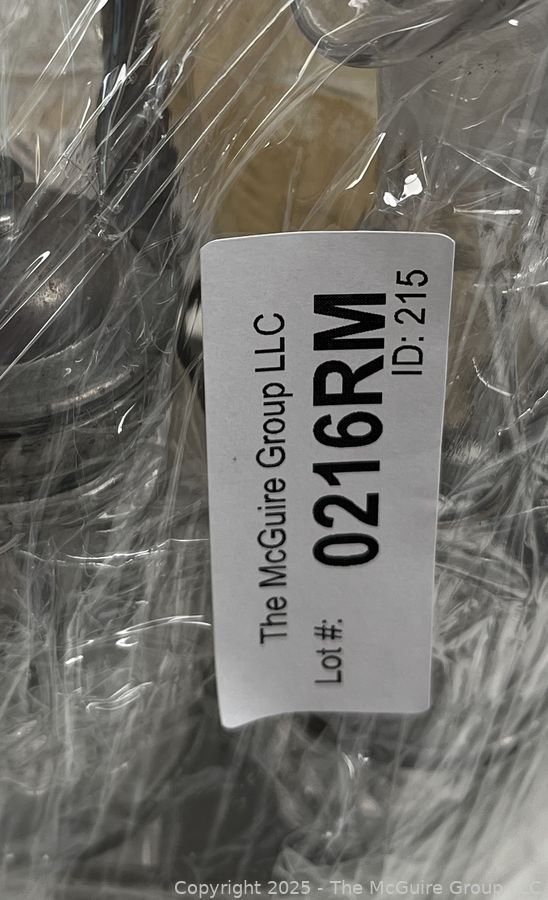 The McGuire Group LLC
Lot #: 0216RM
ID: 215
Copyright 2025 - The McGuire Group LLC